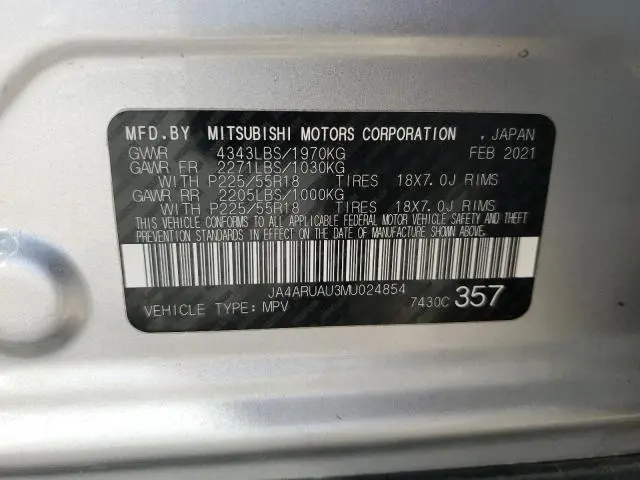 MFD.BY MITSUBISHI MOTORS CORPORATION , JAPAN
GVWR 4343LBS/1970KG FEB 2021
GAWR FR 2271LBS/1030KG
WITH P225/55R18 TIRES 18X7.0J RIMS
GAWR RR 2205LBS/1000KG
WITH P225/55R18 TIRES 18X7.0J RIMS
THIS VEHICLE CONFORMS TO ALL APPLICABLE FEDERAL MOTOR VEHICLE SAFETY AND THEFT
PREVENTION STANDARDS IN EFFECT ON THE DATE OF MANUFACTURE SHOWN ABOVE.
JA4ARUAU3MU024854
VEHICLE TYPE: MPV 7430C 357